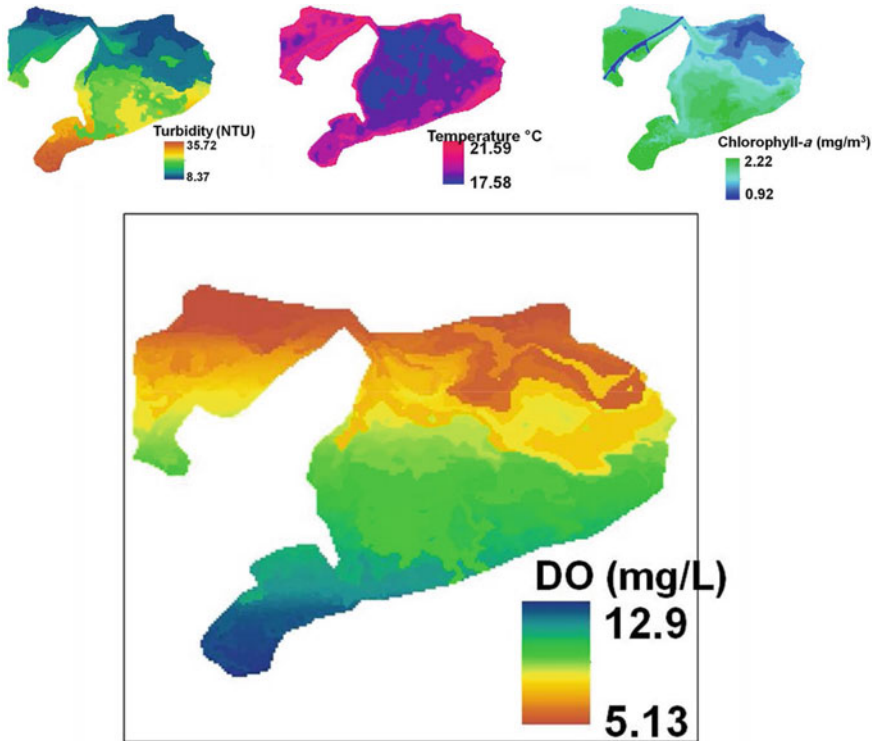 Turbidity (NTU)
35.72
8.37
Temperature °C
21.59
17.58
Chlorophyll-a (mg/m³)
2.22
0.92
DO (mg/L)
12.9
5.13